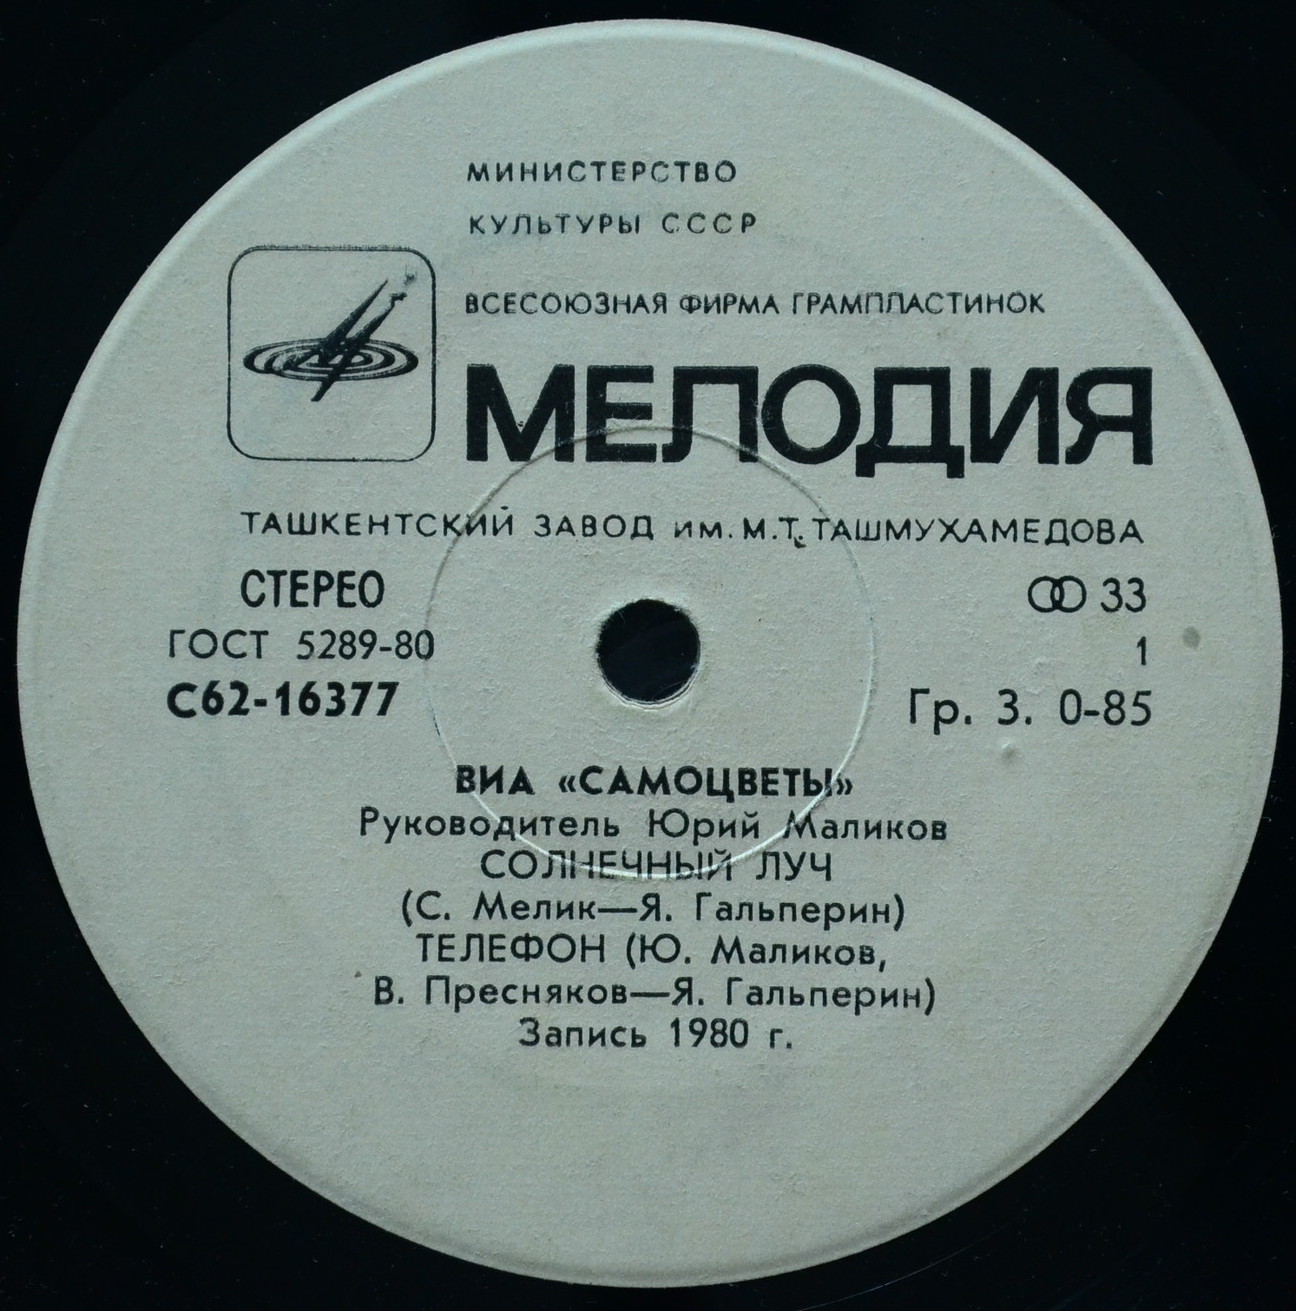 МИНИСТЕРСТВО
КУЛЬТУРЫ СССР
ВСЕСОЮЗНАЯ ФИРМА ГРАМПЛАСТИНОК
МЕЛОДИЯ
ТАШКЕНТСКИЙ ЗАВОД им. М.Т. ТАШМУХАМЕДОВА
СТЕРЕО 33
ГОСТ 5289-80 1
С62-16377 Гр. 3. 0-85
ВИА «САМОЦВЕТЫ»
Руководитель Юрий Маликов
СОЛНЕЧНЫЙ ЛУЧ
(С. Мелик—Я. Гальперин)
ТЕЛЕФОН (Ю. Маликов,
В. Пресняков—Я. Гальперин)
Запись 1980 г.